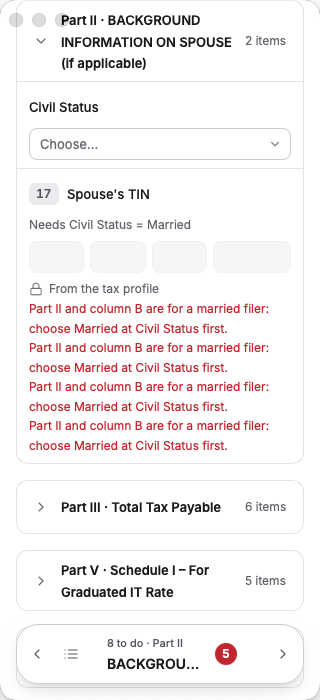 Part II · BACKGROUND
INFORMATION ON SPOUSE
(if applicable)
2 items
Civil Status
Choose...
17 Spouse's TIN
Needs Civil Status = Married
From the tax profile
Part II and column B are for a married filer:
choose Married at Civil Status first.
Part II and column B are for a married filer:
choose Married at Civil Status first.
Part II and column B are for a married filer:
choose Married at Civil Status first.
Part II and column B are for a married filer:
choose Married at Civil Status first.
Part III · Total Tax Payable 6 items
Part V · Schedule I – For
Graduated IT Rate
5 items
8 to do · Part II
BACKGROU...
5